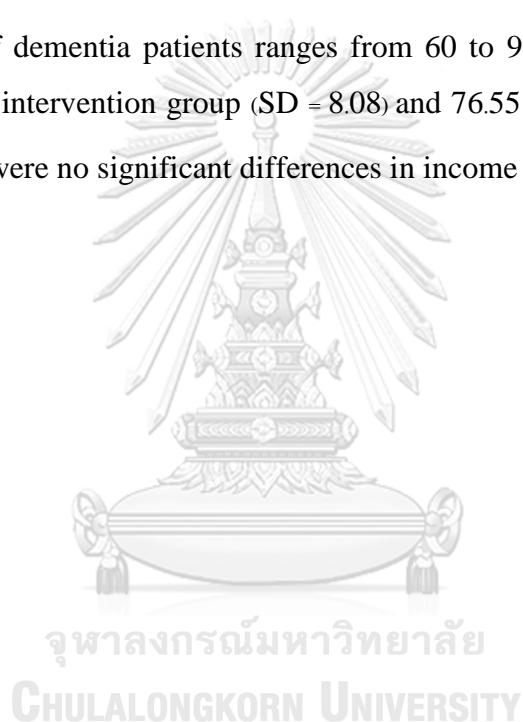 dementia patients ranges from 60 to 9
intervention group (SD = 8.08) and 76.55
were no significant differences in income
จุฬาลงกรณ์มหาวิทยาลัย
CHULALONGKORN UNIVERSITY